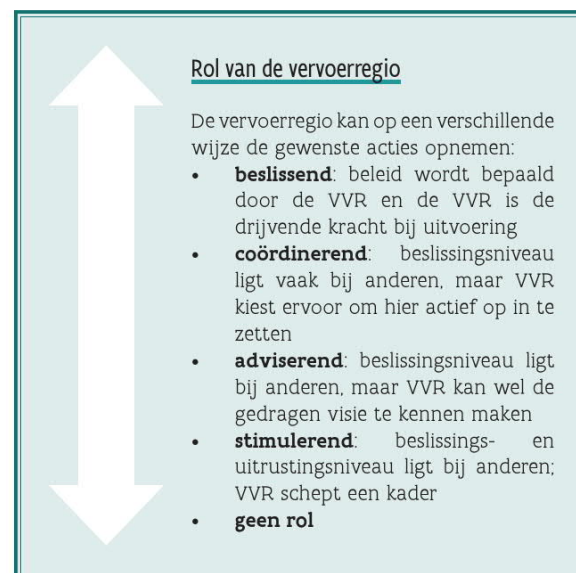 Rol van de vervoerregio
De vervoerregio kan op een verschillende
wijze de gewenste acties opnemen:
• beslissend: beleid wordt bepaald
door de VVR en de VVR is de
drijvende kracht bij uitvoering
• coördinerend: beslissingsniveau
ligt vaak bij anderen, maar VVR
kiest ervoor om hier actief op in te
zetten
• adviserend: beslissingsniveau ligt
bij anderen, maar VVR kan wel de
gedragen visie te kennen maken
• stimulerend: beslissings- en
uitrustingsniveau ligt bij anderen;
VVR schept een kader
• geen rol